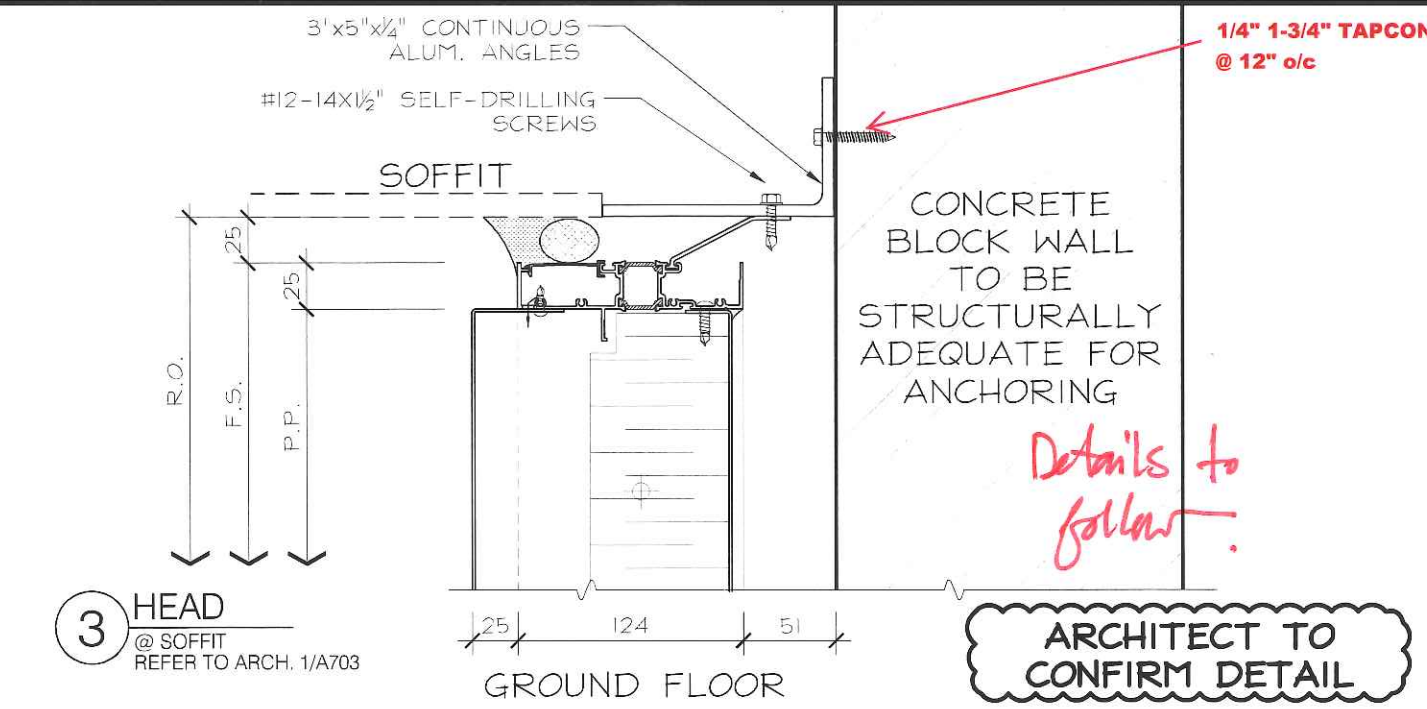 3'x5"x¼" CONTINUOUS
ALUM. ANGLES
#12-14X1½" SELF-DRILLING
SCREWS
1/4" 1-3/4" TAPCON
@ 12" o/c
SOFFIT
CONCRETE
BLOCK WALL
TO BE
STRUCTURALLY
ADEQUATE FOR
ANCHORING
25
25
R.O.
F.S.
P.P.
Details to
follow.
3
HEAD
@ SOFFIT
REFER TO ARCH. 1/A703
25
124
51
GROUND FLOOR
ARCHITECT TO
CONFIRM DETAIL